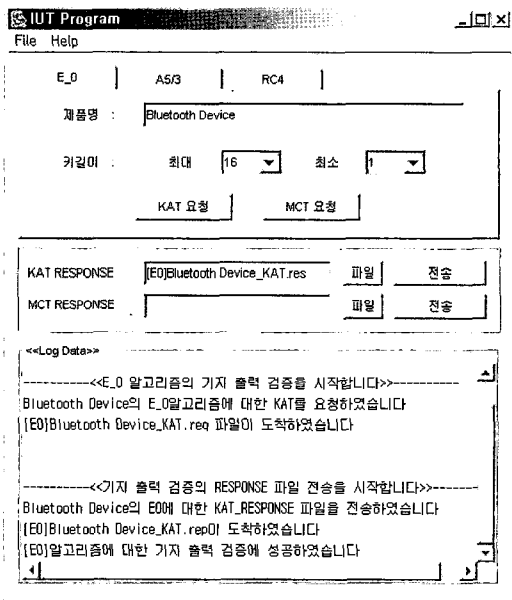 IUT Program
File Help
E_0 A5/3 RC4
제품명 : Bluetooth Device
키길이 : 최대 16 최소 1
KAT 요청 MCT 요청
KAT RESPONSE [E0]Bluetooth Device_KAT.res 파일 전송
MCT RESPONSE 파일 전송
<<Log Data>>
----------<<E_0 알고리즘의 기지 출력 검증을 시작합니다>>----------
Bluetooth Device의 E_0알고리즘에 대한 KAT를 요청하였습니다
[E0]Bluetooth Device_KAT.req 파일이 도착하였습니다
----------<<기지 출력 검증의 RESPONSE 파일 전송을 시작합니다>>-------
Bluetooth Device의 E0에 대한 KAT_RESPONSE 파일을 전송하였습니다
[E0]Bluetooth Device_KAT.rep이 도착하였습니다
[E0]알고리즘에 대한 기지 출력 검증에 성공하였습니다